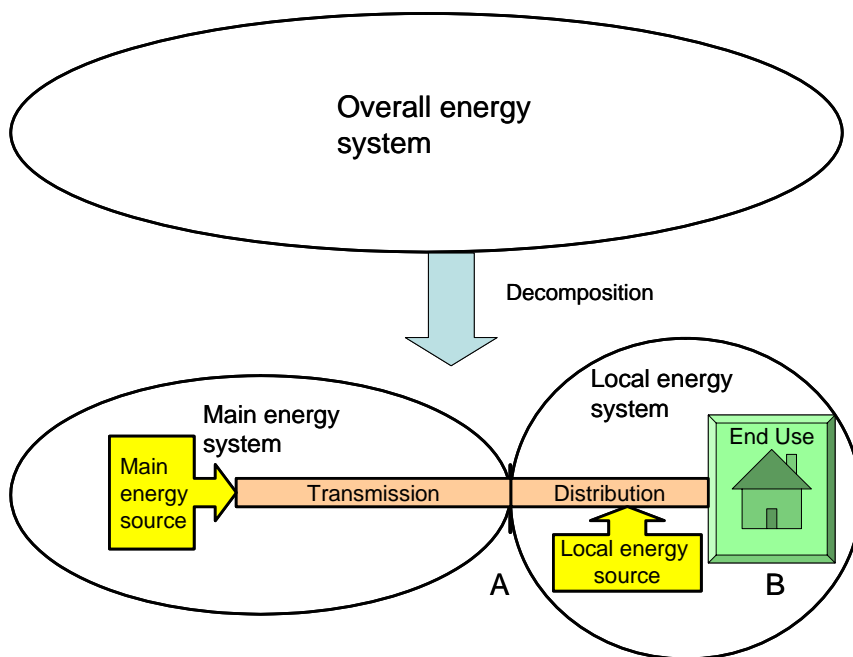 Overall energy
system
Decomposition
Main energy
system
Main
energy
source
Transmission
Local energy
system
End Use
Distribution
Local energy
source
A
B